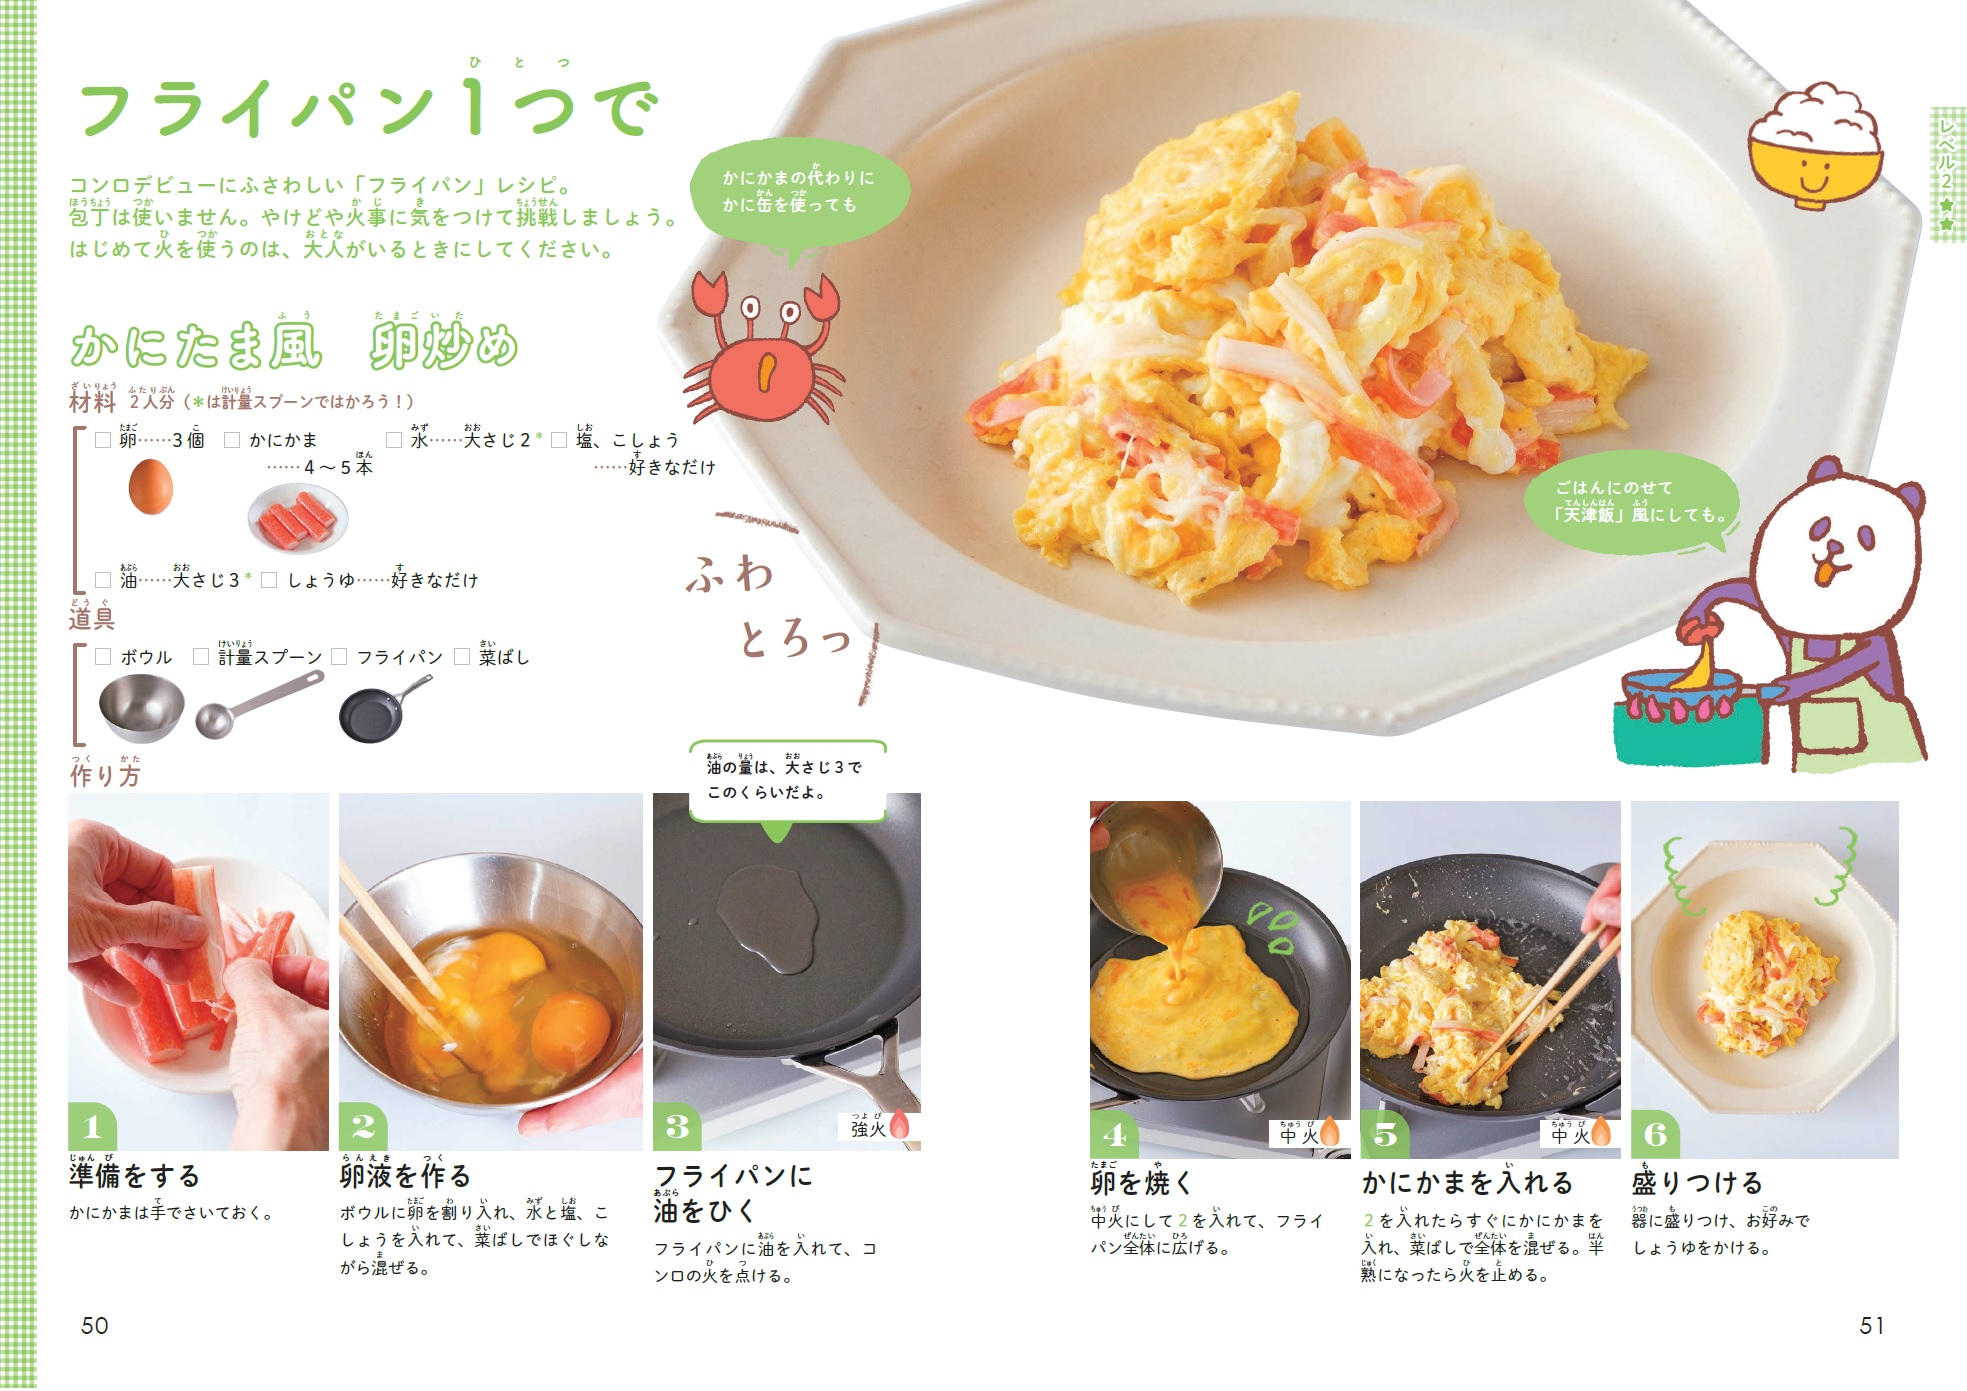 フライパン1つで
コンロデビューにふさわしい「フライパン」レシピ。
包丁は使いません。やけどや火事に気をつけて挑戦しましょう。
はじめて火を使うのは、大人がいるときにしてください。
かにたま風　卵炒め
材料 2人分（*は計量スプーンではかろう！）
卵……3個
かにかま
……4～5本
水……大さじ2*
塩、こしょう
……好きなだけ
油……大さじ3*
しょうゆ……好きなだけ
道具
ボウル
計量スプーン
フライパン
菜ばし
かにかまの代わりに
かに缶を使っても
ふわ
とろっ
ごはんにのせて
「天津飯」風にしても。
レベル2★★
作り方
1
準備をする
かにかまは手でさいておく。
2
卵液を作る
ボウルに卵を割り入れ、水と塩、こ
しょうを入れて、菜ばしでほぐしな
がら混ぜる。
油の量は、大さじ3で
このくらいだよ。
3
強火
フライパンに
油をひく
フライパンに油を入れて、コ
ンロの火を点ける。
4
中火
卵を焼く
中火にして2を入れて、フライ
パン全体に広げる。
5
中火
かにかまを入れる
2を入れたらすぐにかにかまを
入れ、菜ばしで全体を混ぜる。半
熟になったら火を止める。
6
盛りつける
器に盛りつけ、お好みで
しょうゆをかける。
50
51